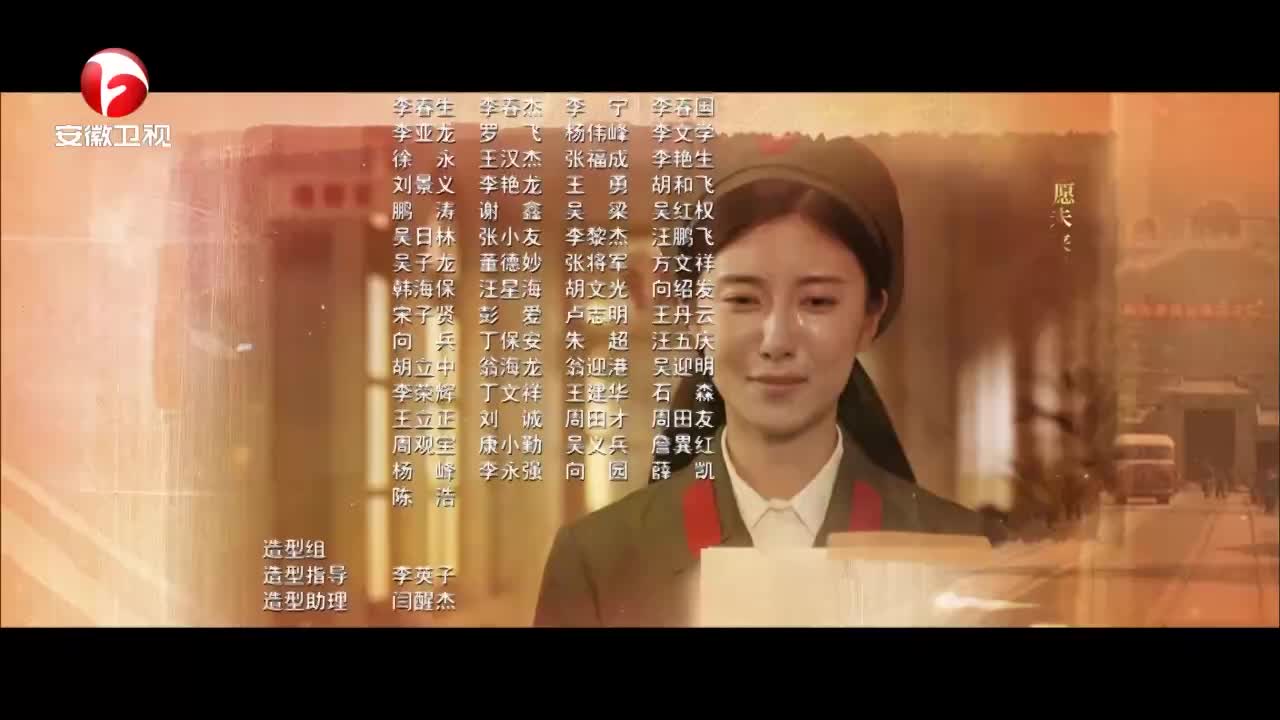 安徽卫视
李春生 李春杰 李宁 李春国
李亚龙 罗飞 杨伟峰 李文学
徐永 王汉杰 张福成 李艳生
刘景义 李艳龙 王勇 胡和飞
鹏涛 谢鑫 吴梁 吴红权
吴日林 张小友 李黎杰 汪鹏飞
吴子龙 董德妙 张将军 方文祥
韩海保 汪星海 胡文光 向绍发
宋子贤 彭爱 卢志明 王丹云
向兵 丁保安 朱超 汪五庆
胡立中 翁海龙 翁迎港 吴迎明
李荣辉 丁文祥 王建华 石森
王立正 刘诚 周田才 周田友
周观宝 康小勤 吴义兵 詹異红
杨峰 李永强 向园 薛凯
陈浩
造型组
造型指导 李英子
造型助理 闫醒杰
愿未来